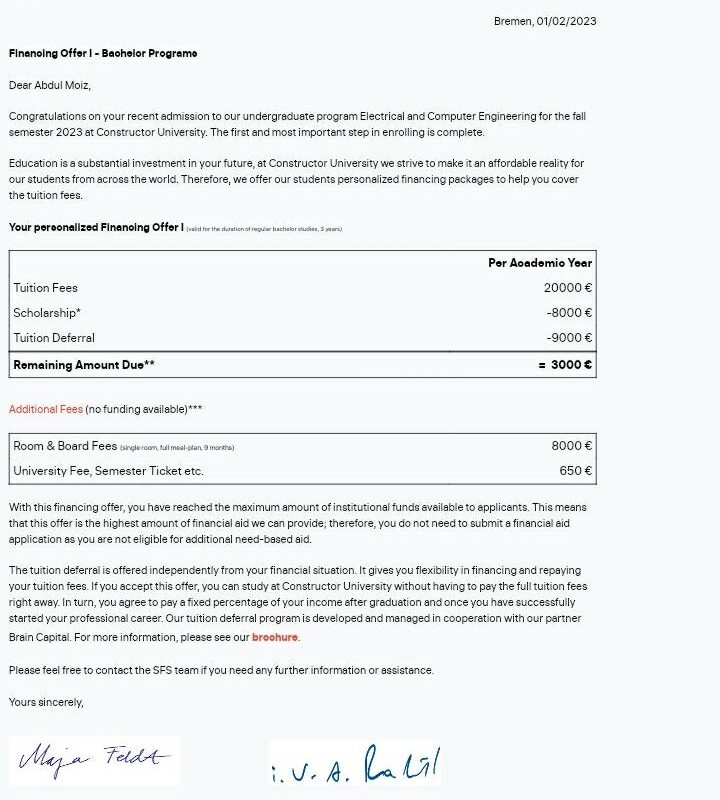 Bremen, 01/02/2023
Financing Offer I - Bachelor Programs
Dear Abdul Moiz,
Congratulations on your recent admission to our undergraduate program Electrical and Computer Engineering for the fall
semester 2023 at Constructor University. The first and most important step in enrolling is complete.
Education is a substantial investment in your future, at Constructor University we strive to make it an affordable reality for
our students from across the world. Therefore, we offer our students personalized financing packages to help you cover
the tuition fees.
Your personalized Financing Offer I (valid for the duration of regular bachelor studies, 3 years)
Per Academic Year
Tuition Fees 20000 €
Scholarship* -8000 €
Tuition Deferral -9000 €
Remaining Amount Due** = 3000 €
Additional Fees (no funding available)***
Room & Board Fees (single room, full meal-plan, 9 months) 8000 €
University Fee, Semester Ticket etc. 650 €
With this financing offer, you have reached the maximum amount of institutional funds available to applicants. This means
that this offer is the highest amount of financial aid we can provide; therefore, you do not need to submit a financial aid
application as you are not eligible for additional need-based aid.
The tuition deferral is offered independently from your financial situation. It gives you flexibility in financing and repaying
your tuition fees. If you accept this offer, you can study at Constructor University without having to pay the full tuition fees
right away. In turn, you agree to pay a fixed percentage of your income after graduation and once you have successfully
started your professional career. Our tuition deferral program is developed and managed in cooperation with our partner
Brain Capital. For more information, please see our brochure.
Please feel free to contact the SFS team if you need any further information or assistance.
Yours sincerely,
Maja Feldt i.V. A.